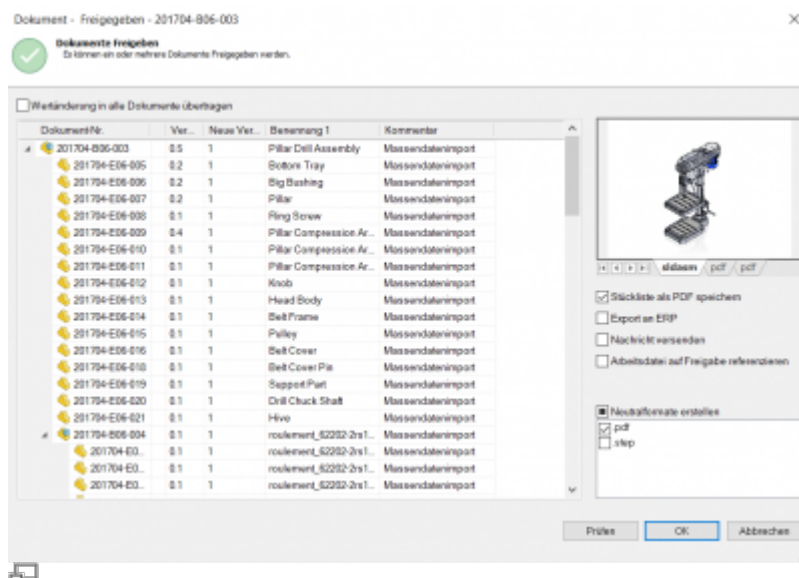 Dokument - Freigegeben - 201704-B06-003
Dokumente Freigeben
Es können ein oder mehrere Dokumente Freigegeben werden.
Wertänderung in alle Dokumente übertragen
Dokument-Nr. Ver... Neue Ver... Benennung 1 Kommentar
201704-B06-003 0.5 1 Pillar Drill Assembly Massendatenimport
201704-E06-005 0.2 1 Bottom Tray Massendatenimport
201704-E06-006 0.2 1 Big Bushing Massendatenimport
201704-E06-007 0.2 1 Pillar Massendatenimport
201704-E06-008 0.1 1 Ring Screw Massendatenimport
201704-E06-009 0.4 1 Pillar Compression Ar... Massendatenimport
201704-E06-010 0.1 1 Pillar Compression Ar... Massendatenimport
201704-E06-011 0.1 1 Pillar Compression Ar... Massendatenimport
201704-E06-012 0.1 1 Knob Massendatenimport
201704-E06-013 0.1 1 Head Body Massendatenimport
201704-E06-014 0.1 1 Belt Frame Massendatenimport
201704-E06-015 0.1 1 Pulley Massendatenimport
201704-E06-016 0.1 1 Belt Cover Massendatenimport
201704-E06-018 0.1 1 Belt Cover Pin Massendatenimport
201704-E06-019 0.1 1 Support Part Massendatenimport
201704-E06-020 0.1 1 Drill Chuck Shaft Massendatenimport
201704-E06-021 0.1 1 Hive Massendatenimport
201704-B06-004 0.1 1 roulement_62202-2rs1... Massendatenimport
201704-E0... 0.1 1 roulement_62202-2rs1... Massendatenimport
201704-E0... 0.1 1 roulement_62202-2rs1... Massendatenimport
201704-E0... 0.1 1 roulement_62202-2rs1... Massendatenimport
sldasm pdf pdf
Stückliste als PDF speichern
Export an ERP
Nachricht versenden
Arbeitsdatei auf Freigabe referenzieren
Neutralformate erstellen
.pdf
.step
Prüfen OK Abbrechen